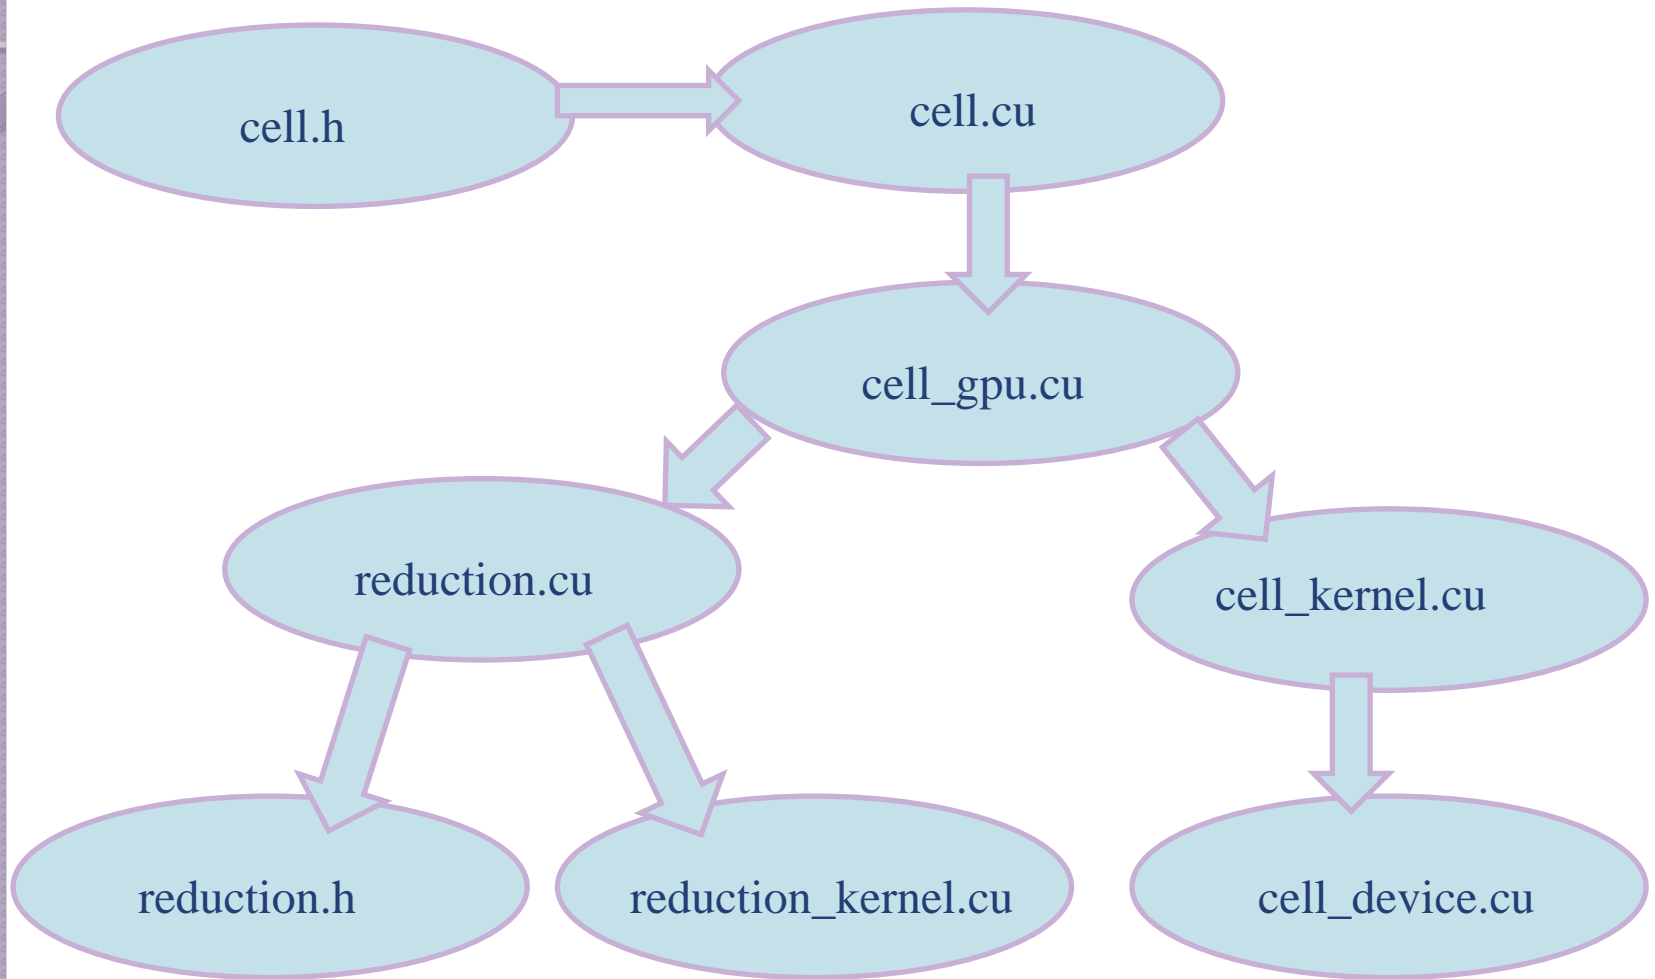 cell.h
cell.cu
cell_gpu.cu
reduction.cu
cell_kernel.cu
reduction.h
reduction_kernel.cu
cell_device.cu